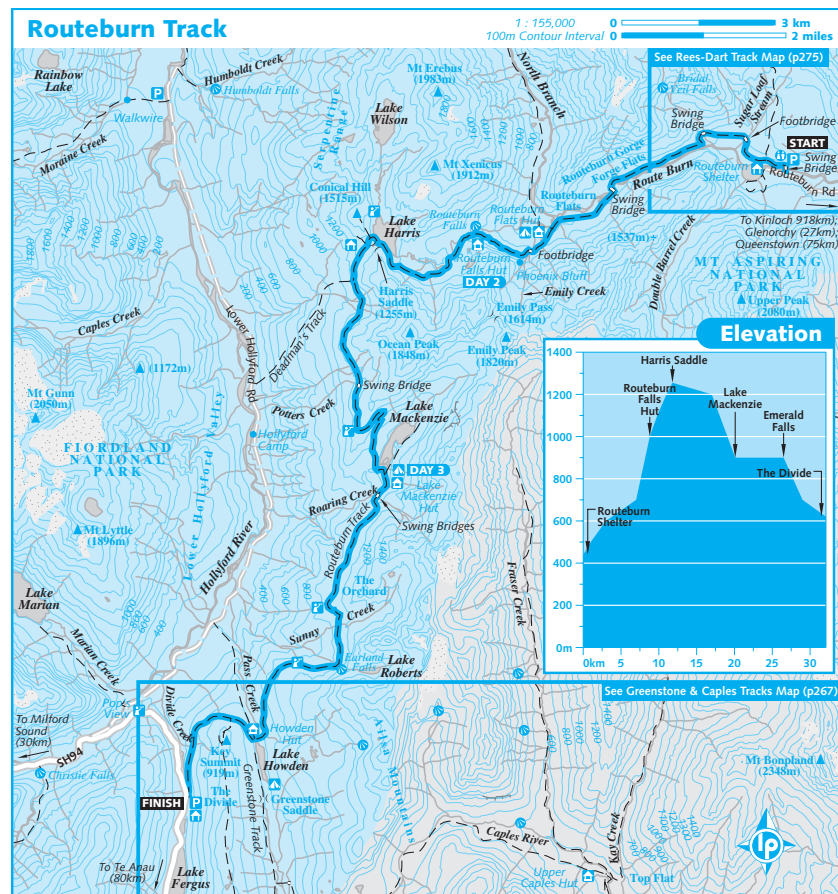 Routeburn Track
1 : 155,000
100m Contour Interval
0 3 km
0 2 miles
See Rees-Dart Track Map (p275)
Rainbow
Lake
Humboldt Creek
Humboldt Falls
P
Walkwire
Moraine Creek
Mt Erebus
(1983m)
North Branch
Serpentine
Range
Lake
Wilson
Mt Xenicus
(1912m)
Conical Hill
(1515m)
Lake
Harris
Bridal
Veil Falls
Sugar Loaf
Stream
Swing
Bridge
Footbridge
START
P
Swing
Bridge
Routeburn
Shelter
Routeburn Rd
Routeburn Gorge
Forge Flats
Route Burn
Routeburn
Flats
Swing
Bridge
Routeburn
Falls
Routeburn
Flats Hut
Footbridge
Routeburn
Falls Hut
Phoenix Bluff
DAY 2
(1537m)
Double Barrel Creek
To Kinloch 918km);
Glenorchy (27km);
Queenstown (75km)
MT ASPIRING
NATIONAL
PARK
Upper Peak
(2080m)
Emily Creek
Emily Pass
(1614m)
Emily Peak
(1820m)
Harris
Saddle
(1255m)
Ocean Peak
(1848m)
Caples Creek
Lower Hollyford Rd
Deadman's Track
(1172m)
Mt Gunn
(2050m)
Swing Bridge
Potters Creek
Lake
Mackenzie
Hollyford
Camp
FIORDLAND
NATIONAL
PARK
Lower Hollyford Valley
DAY 3
Lake
Mackenzie
Hut
Roaring Creek
Swing Bridges
Routeburn Track
Mt Lyttle
(1896m)
Hollyford River
The
Orchard
Fraser Creek
Lake
Marian
Marian Creek
Sunny Creek
Earland
Falls
Lake
Roberts
Pass Creek
Divide Creek
Pops
View
To Milford
Sound
(30km)
SH94
Christie Falls
Howden
Hut
Key
Summit
(919m)
Lake
Howden
The
Divide
FINISH
P
Greenstone Track
Greenstone
Saddle
Ailsa Mountains
To Te Anau
(80km)
Lake
Fergus
See Greenstone & Caples Tracks Map (p267)
Mt Bonpland
(2348m)
Caples River
Kay Creek
Upper
Caples Hut
Top Flat
lp
Elevation
1400
1200
1000
800
600
400
200
0m
0km 5 10 15 20 25 30
Harris Saddle
Routeburn
Falls
Hut
Lake
Mackenzie
Emerald
Falls
The Divide
Routeburn
Shelter